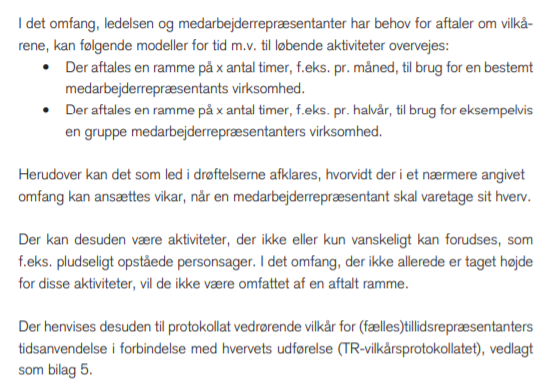 I det omfang, ledelsen og medarbejderrepræsentanter har behov for aftaler om vilkå-
rene, kan følgende modeller for tid m.v. til løbende aktiviteter overvejes:
• Der aftales en ramme på x antal timer, f.eks. pr. måned, til brug for en bestemt
medarbejderrepræsentants virksomhed.
• Der aftales en ramme på x antal timer, f.eks. pr. halvår, til brug for eksempelvis
en gruppe medarbejderrepræsentanters virksomhed.
Herudover kan det som led i drøftelserne afklares, hvorvidt der i et nærmere angivet
omfang kan ansættes vikar, når en medarbejderrepræsentant skal varetage sit hverv.
Der kan desuden være aktiviteter, der ikke eller kun vanskeligt kan forudses, som
f.eks. pludseligt opståede personsager. I det omfang, der ikke allerede er taget højde
for disse aktiviteter, vil de ikke være omfattet af en aftalt ramme.
Der henvises desuden til protokollat vedrørende vilkår for (fælles)tillidsrepræsentanters
tidsanvendelse i forbindelse med hvervets udførelse (TR-vilkårsprotokollatet), vedlagt
som bilag 5.